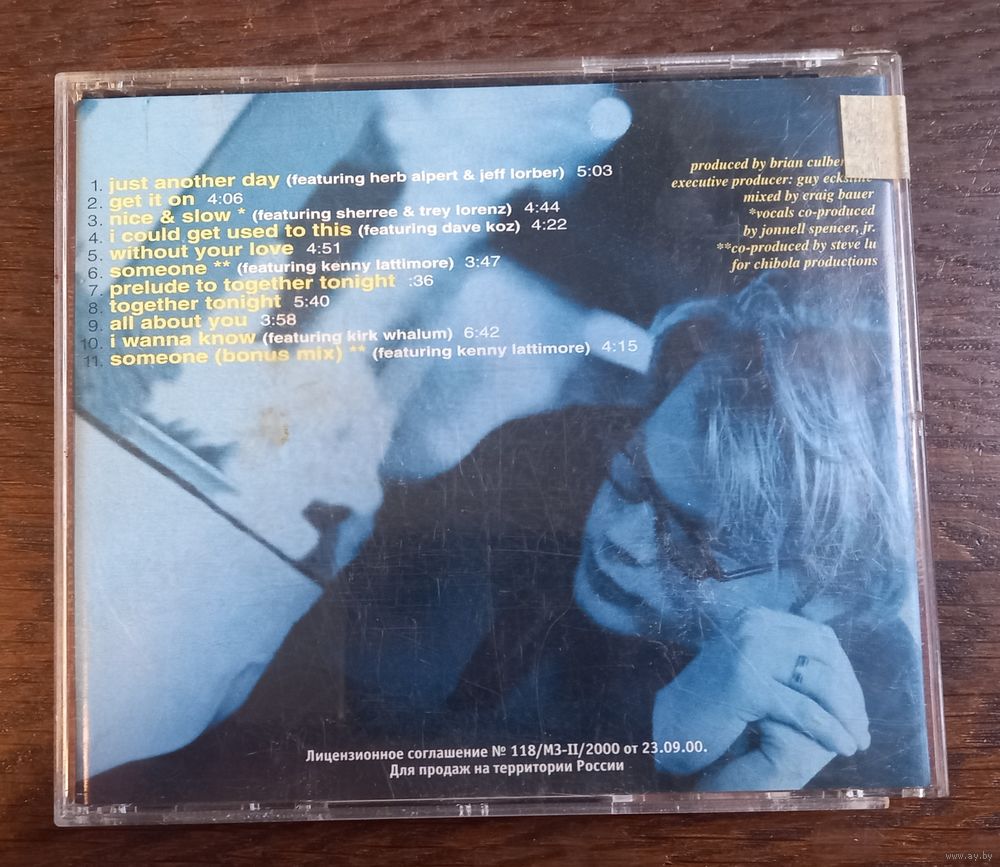 1. just another day (featuring herb alpert & jeff lorber) 5:03
2. get it on 4:06
3. nice & slow * (featuring sherree & trey lorenz) 4:44
4. i could get used to this (featuring dave koz) 4:22
5. without your love 4:51
6. someone ** (featuring kenny lattimore) 3:47
7. prelude to together tonight :36
8. together tonight 5:40
9. all about you 3:58
10. i wanna know (featuring kirk whalum) 6:42
11. someone (bonus mix) ** (featuring kenny lattimore) 4:15
produced by brian
executive producer: guy
mixed by craig bauer
*vocals co-produced
by jonnell spencer, jr.
**co-produced by steve lu
for chibola productions
Лицензионное соглашение № 118/МЗ-II/2000 от 23.09.00.
Для продаж на территории России
www.ay.by